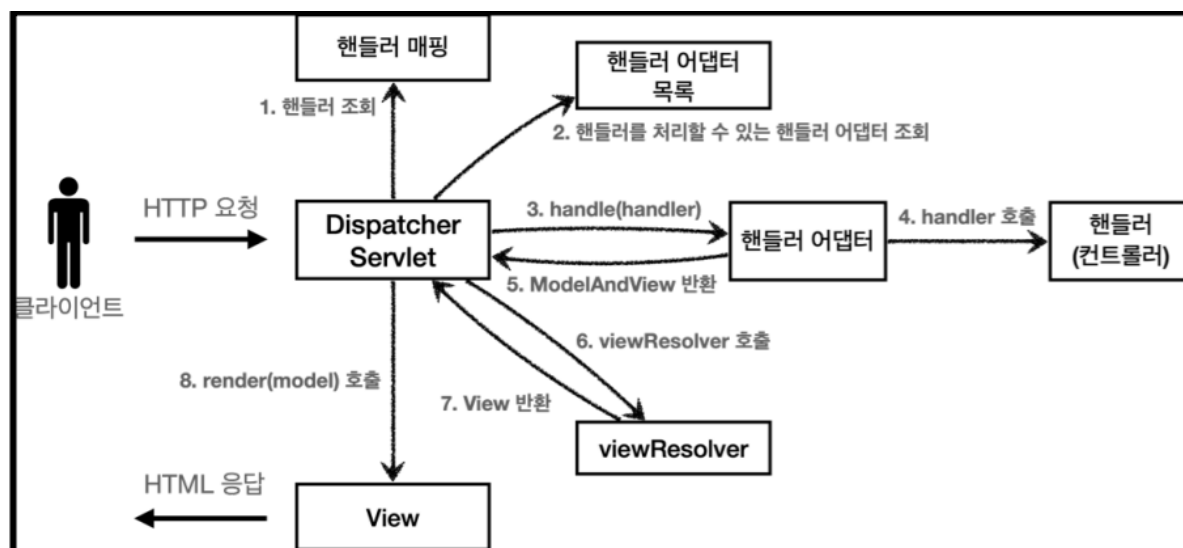 핸들러 매핑
핸들러 어댑터
목록
1. 핸들러 조회
2. 핸들러를 처리할 수 있는 핸들러 어댑터 조회
HTTP 요청
Dispatcher
Servlet
3. handle(handler)
핸들러 어댑터
4. handler 호출
핸들러
(컨트롤러)
5. ModelAndView 반환
클라이언트
6. viewResolver 호출
8. render(model) 호출
7. View 반환
viewResolver
HTML 응답
View